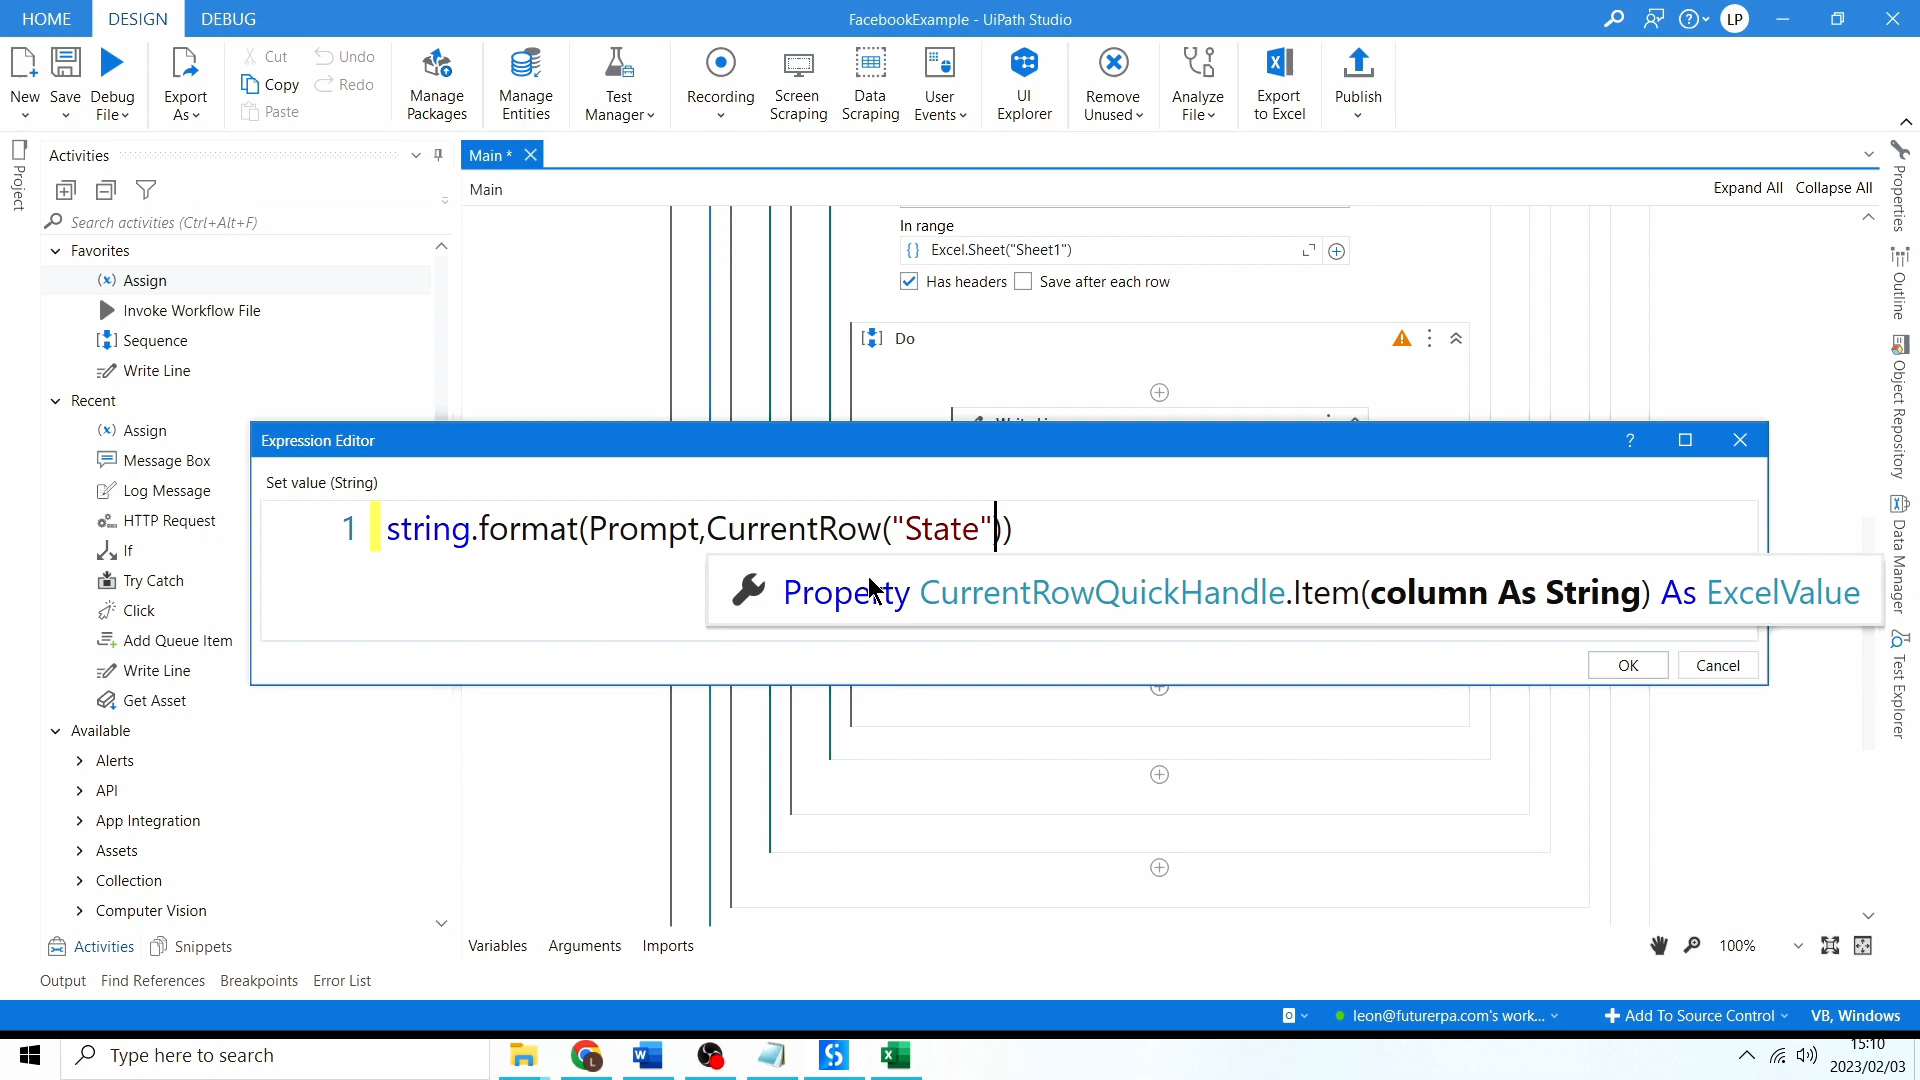 HOME DESIGN DEBUG FacebookExample - UiPath Studio LP
New Save Debug File Export As Cut Copy Paste Undo Redo Manage Packages Manage Entities Test Manager Recording Screen Scraping Data Scraping User Events UI Explorer Remove Unused Analyze File Export to Excel Publish
Project
Activities
Search activities (Ctrl+Alt+F)
Favorites
Assign
Invoke Workflow File
Sequence
Write Line
Recent
Assign
Message Box
Log Message
HTTP Request
If
Try Catch
Click
Add Queue Item
Write Line
Get Asset
Available
Alerts
API
App Integration
Assets
Collection
Computer Vision
Activities Snippets
Main *
Main
Expand All Collapse All
In range
Excel.Sheet("Sheet1")
Has headers Save after each row
Do
Expression Editor
?
Set value (String)
1 string.format(Prompt,CurrentRow("State"))
Property CurrentRowQuickHandle.Item(column As String) As ExcelValue
OK Cancel
Variables Arguments Imports
100%
Properties
Outline
Object Repository
Data Manager
Test Explorer
Output Find References Breakpoints Error List
leon@futurerpa.com's work... Add To Source Control VB, Windows
Type here to search
15:10
2023/02/03